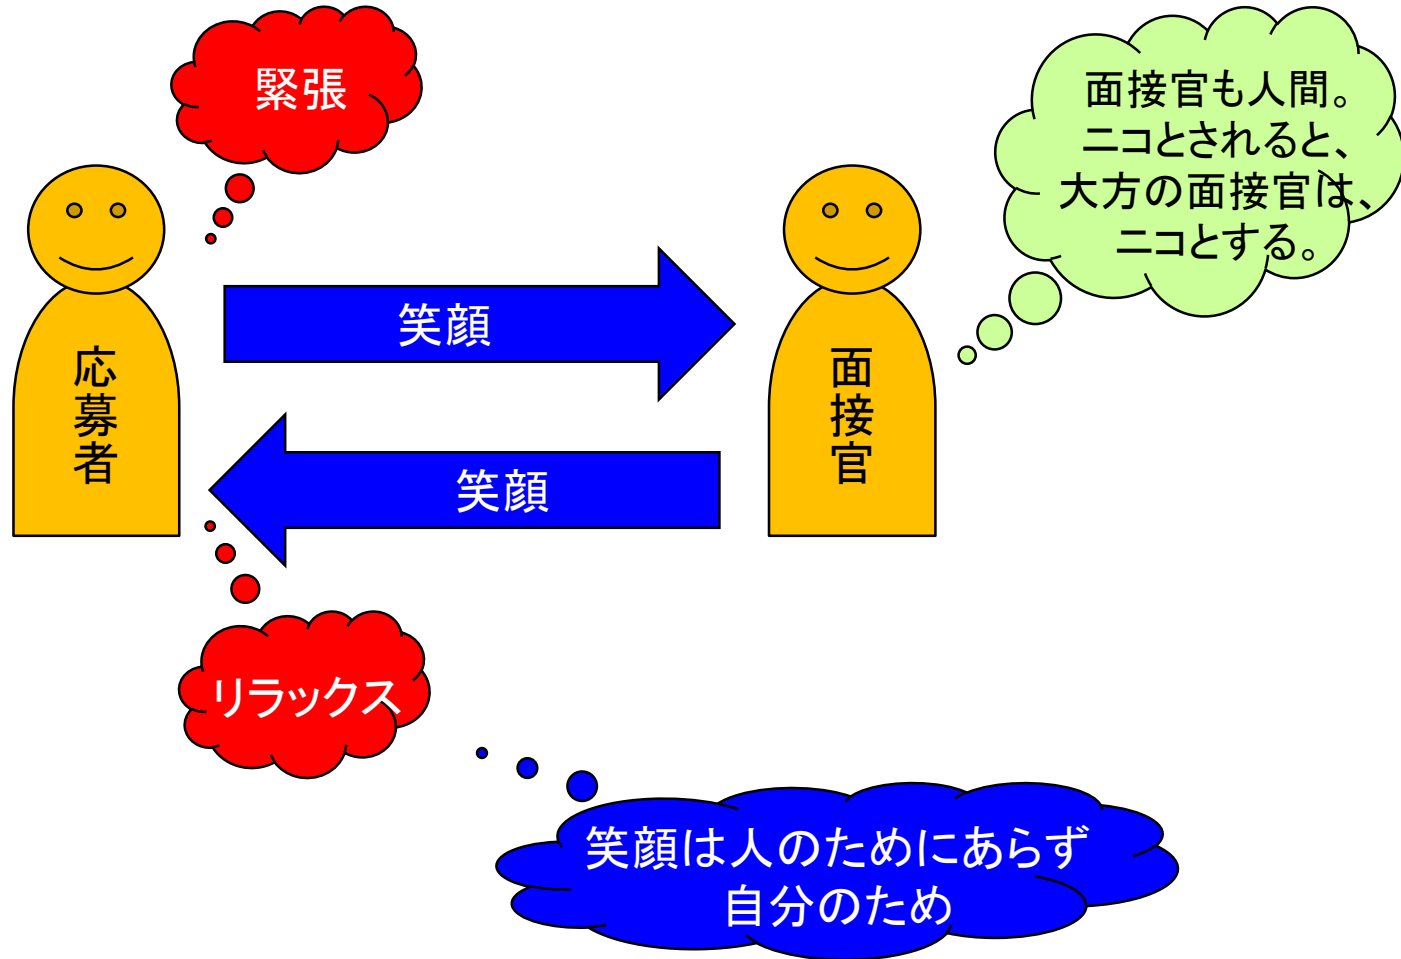 緊張
面接官も人間。
ニコとされると、
大方の面接官は、
ニコとする。
笑顔
応募者
面接官
笑顔
リラックス
笑顔は人のためにあらず
自分のため